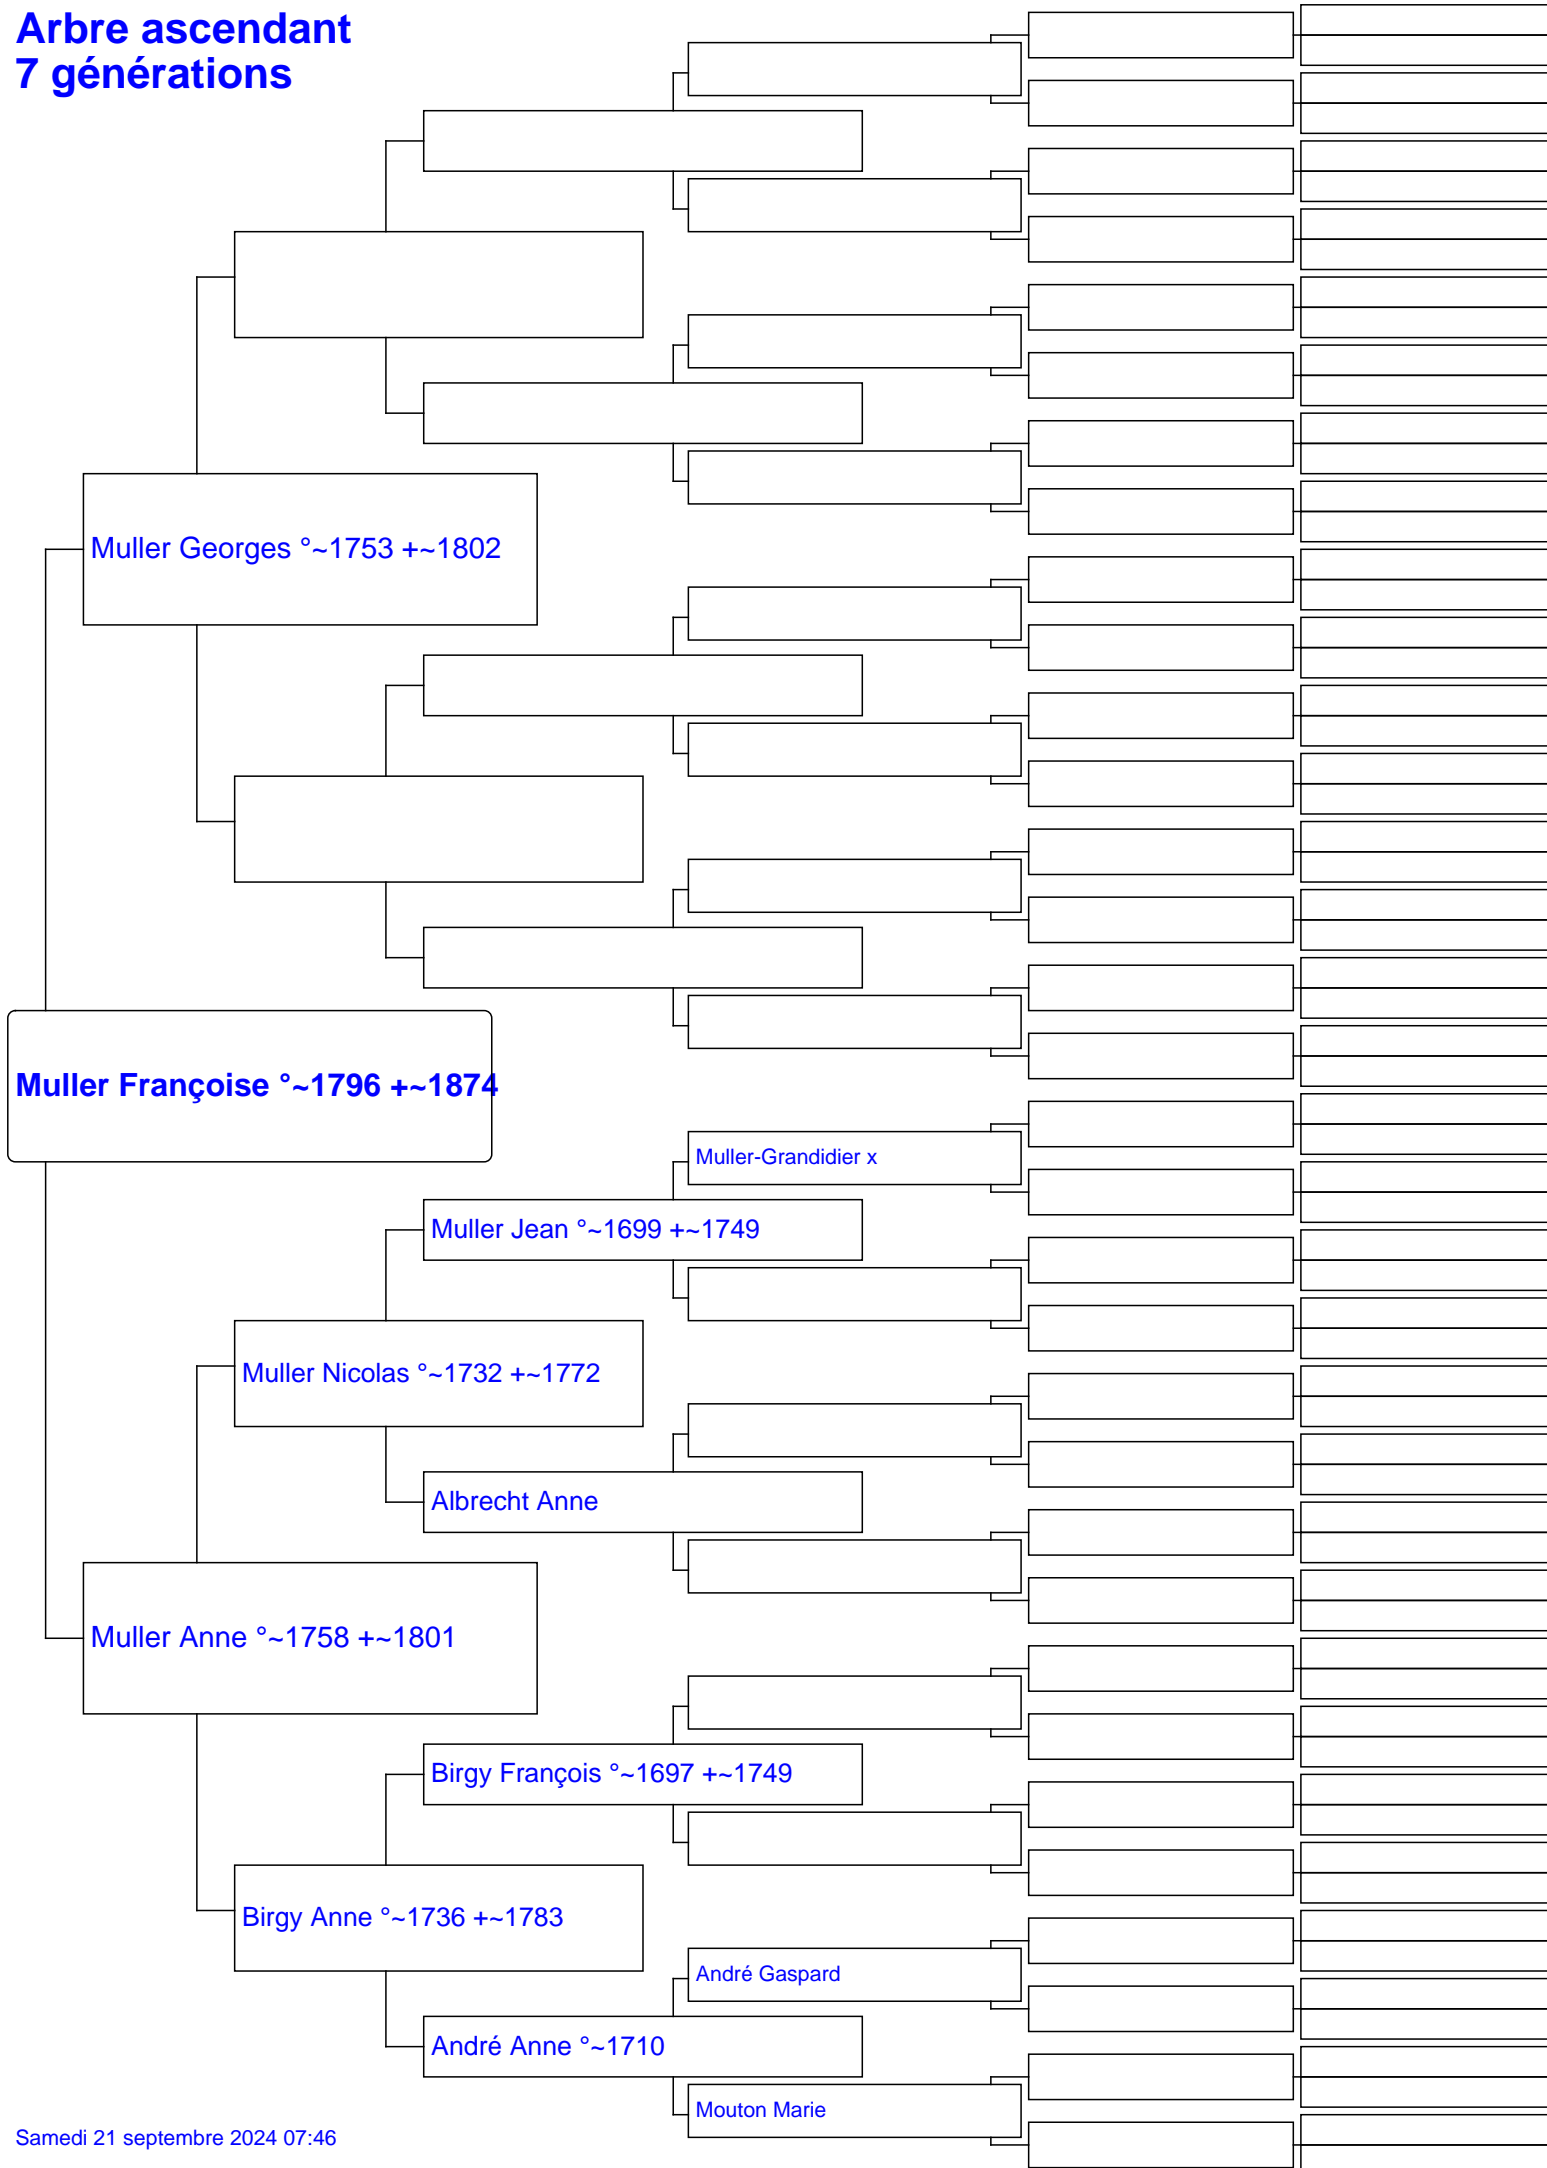 Arbre ascendant
7 générations
Muller Georges °~1753 +~1802
Muller Françoise °~1796 +~1874
Muller-Grandidier x
Muller Jean °~1699 +~1749
Muller Nicolas °~1732 +~1772
Albrecht Anne
Muller Anne °~1758 +~1801
Birgy François °~1697 +~1749
Birgy Anne °~1736 +~1783
André Gaspard
André Anne °~1710
Mouton Marie
Samedi 21 septembre 2024 07:46